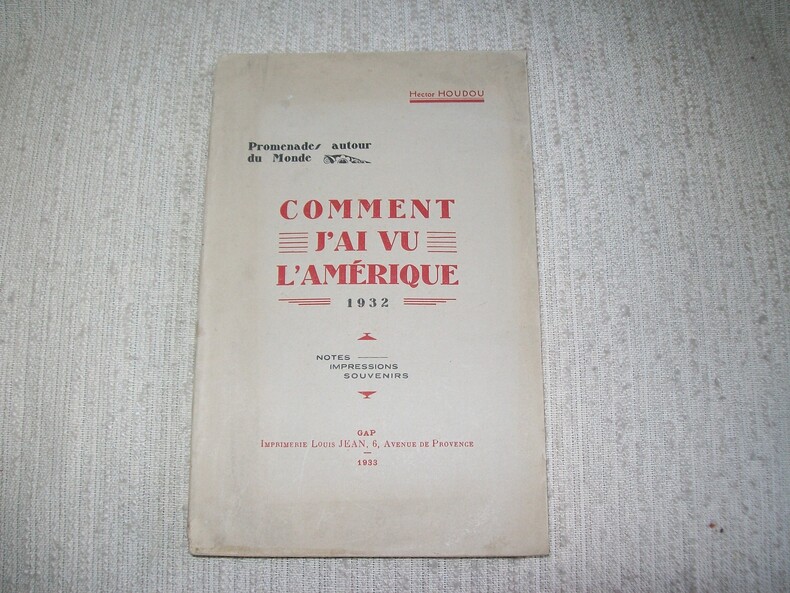 Hector HOUDOU
Promenades autour
du Monde
COMMENT
J'AI VU
L'AMÉRIQUE
1932
NOTES
IMPRESSIONS
SOUVENIRS
GAP
IMPRIMERIE LOUIS JEAN, 6, AVENUE DE PROVENCE
1933